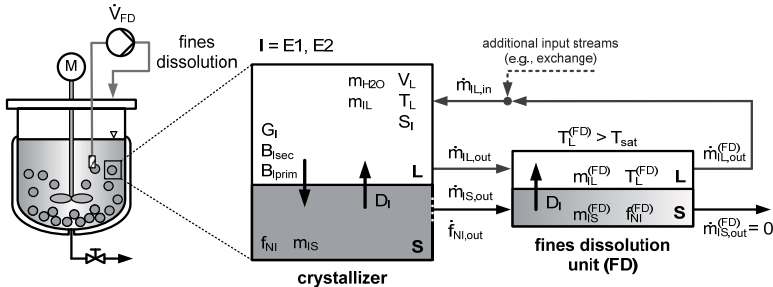 V̇FD
fines
dissolution
M
I = E1, E2
mH2O VL
mIL TL
SI
GI
BIsec
BIprim
L
DI
fNI mIS S
crystallizer
additional input streams
(e.g., exchange)
ṁIL,in
ṁIL,out
ṁIS,out
ḟNI,out
TL(FD) > Tsat
mIL(FD) TL(FD) L
DI
mIS(FD) fNI(FD) S
ṁIL,out(FD)
ṁIS,out(FD) = 0
fines dissolution
unit (FD)